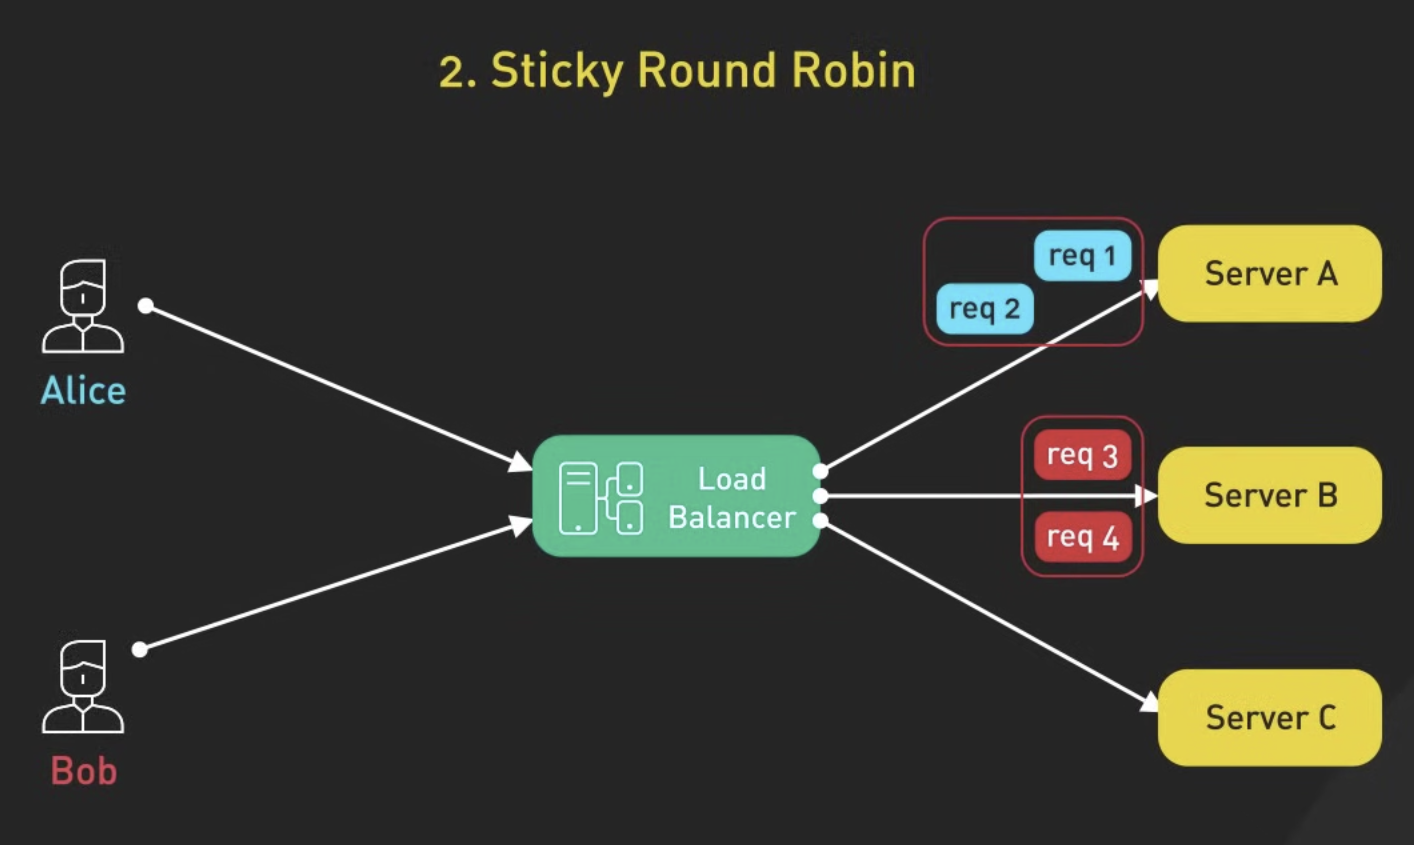 2. Sticky Round Robin
req 1
Server A
req 2
Alice
req 3
Load
Balancer
Server B
req 4
Server C
Bob